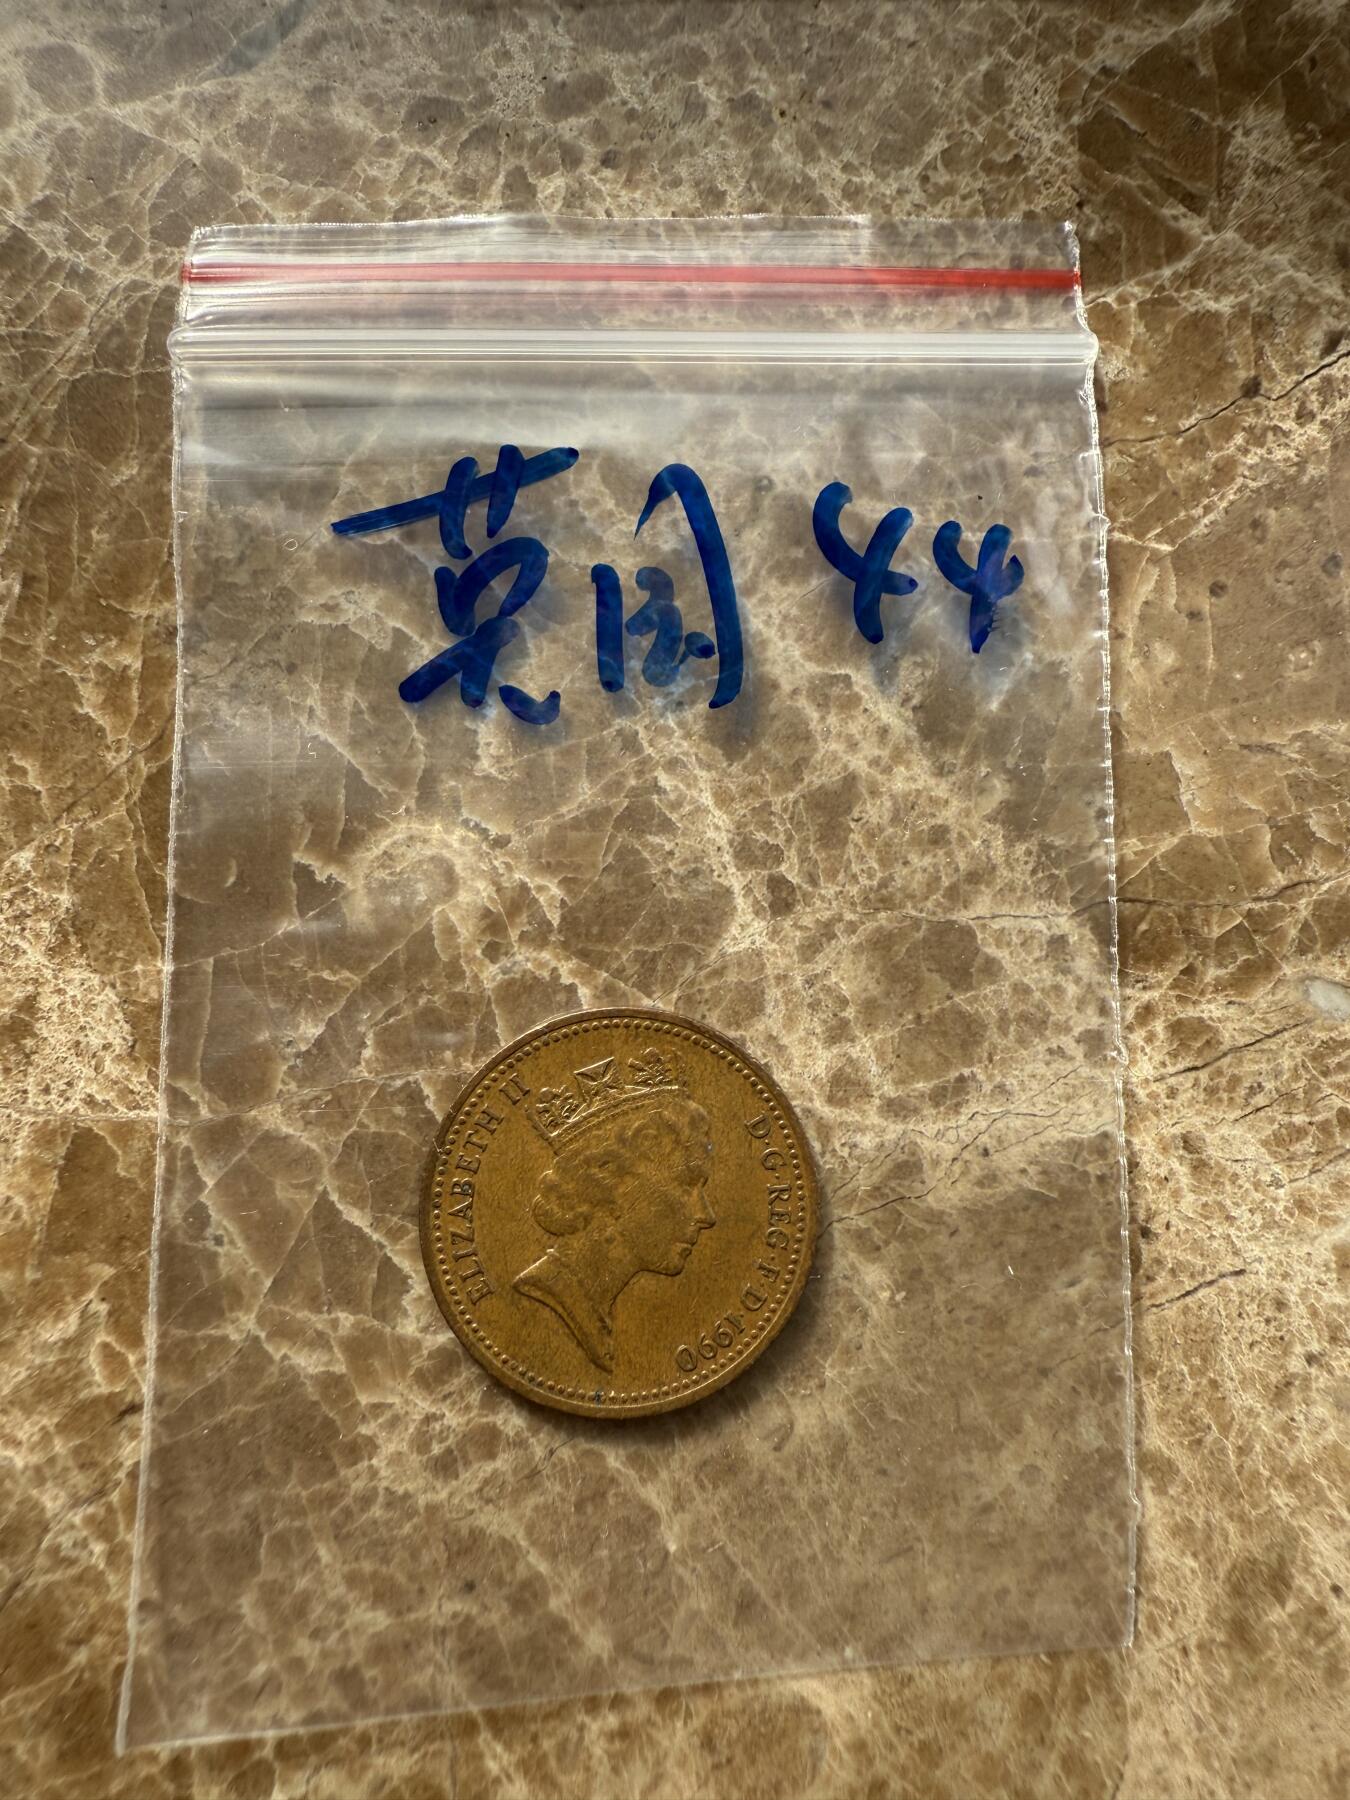 英国 44
ELIZABETH II D·G·REG·F·D·1990